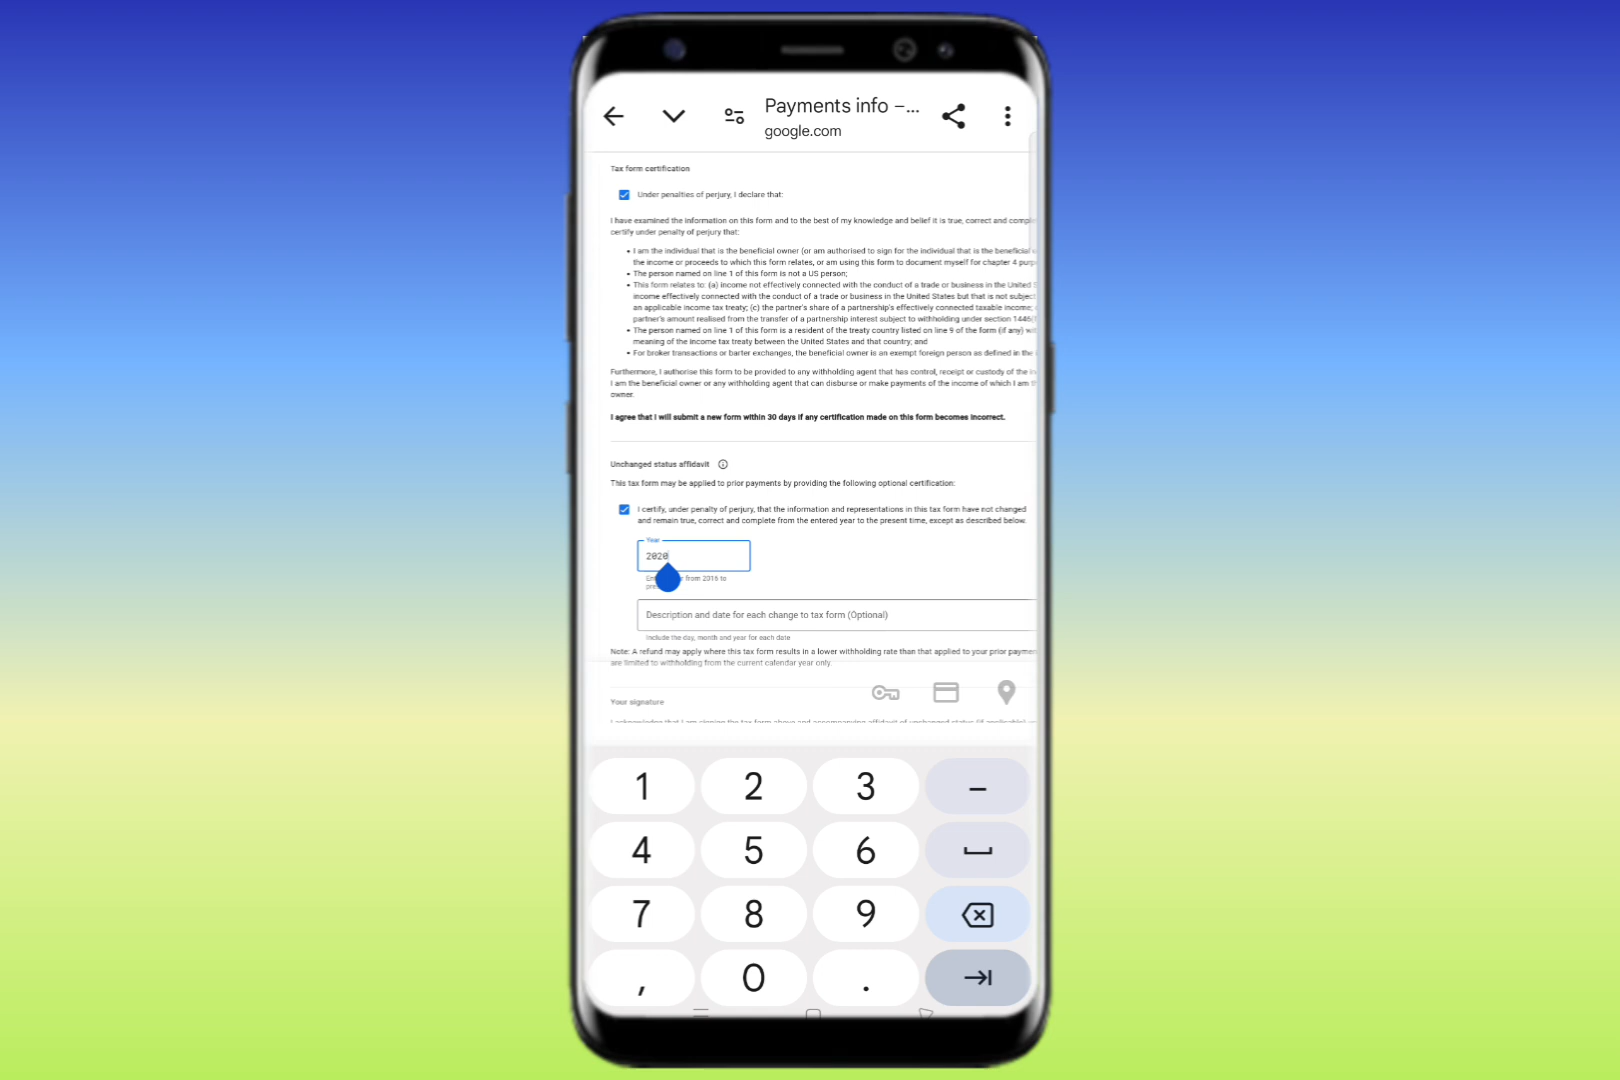 Payments info –...
google.com
Tax form certification
Under penalties of perjury, I declare that:
I have examined the information on this form and to the best of my knowledge and belief it is true, correct and comple
certify under penalty of perjury that:
• I am the individual that is the beneficial owner (or am authorised to sign for the individual that is the beneficial
the income or proceeds to which this form relates, or am using this form to document myself for chapter 4 purp
• The person named on line 1 of this form is not a US person;
• This form relates to: (a) income not effectively connected with the conduct of a trade or business in the United S
income effectively connected with the conduct of a trade or business in the United States but that is not subject
an applicable income tax treaty; (c) the partner's share of a partnership's effectively connected taxable income;
partner's amount realised from the transfer of a partnership interest subject to withholding under section 1446(f
• The person named on line 1 of this form is a resident of the treaty country listed on line 9 of the form (if any) wi
meaning of the income tax treaty between the United States and that country; and
• For broker transactions or barter exchanges, the beneficial owner is an exempt foreign person as defined in the
Furthermore, I authorise this form to be provided to any withholding agent that has control, receipt or custody of the in
I am the beneficial owner or any withholding agent that can disburse or make payments of the income of which I am t
owner.
I agree that I will submit a new form within 30 days if any certification made on this form becomes incorrect.
Unchanged status affidavit
This tax form may be applied to prior payments by providing the following optional certification:
I certify, under penalty of perjury, that the information and representations in this tax form have not changed
and remain true, correct and complete from the entered year to the present time, except as described below.
Year
2020
from 2016 to
Description and date for each change to tax form (Optional)
Include the day, month and year for each date
Note: A refund may apply where this tax form results in a lower withholding rate than that applied to your prior paymen
are limited to withholding from the current calendar year only.
Your signature
I acknowledge that I am signing the tax form above and accompanying affidavit of unchanged status (if applicable)
1 2 3 –
4 5 6
7 8 9
, 0 .